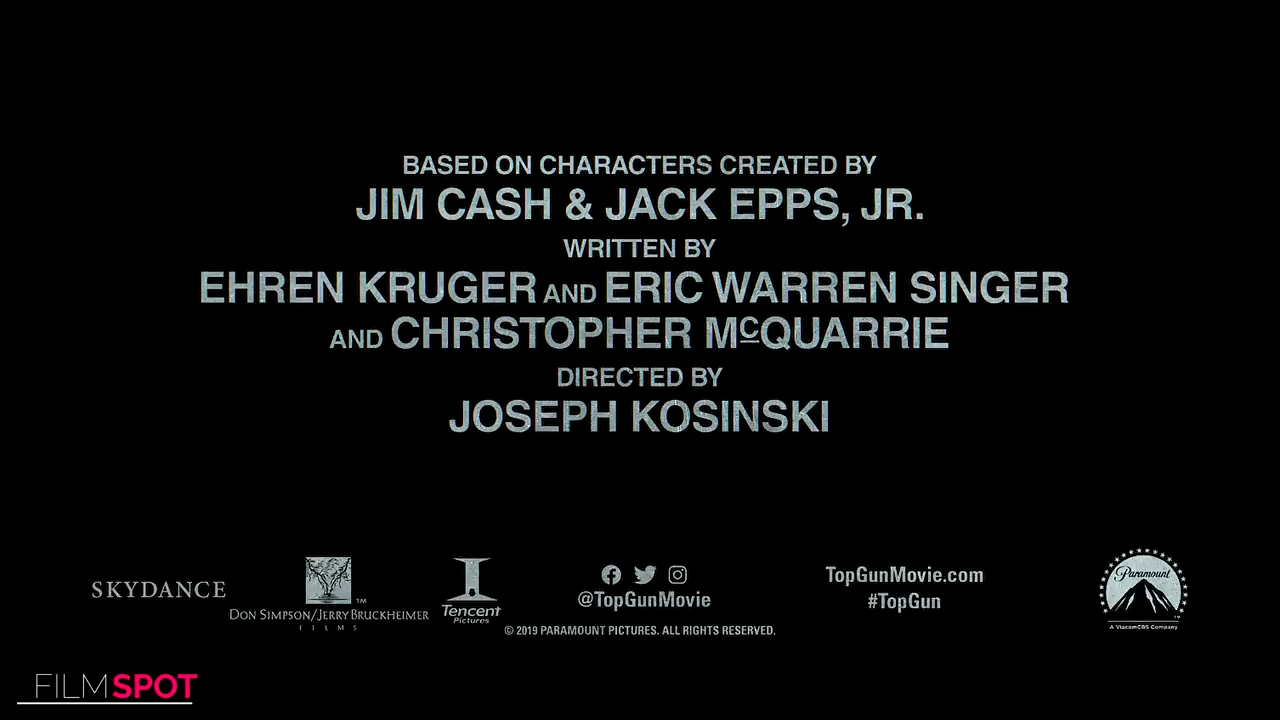 BASED ON CHARACTERS CREATED BY
JIM CASH & JACK EPPS, JR.
WRITTEN BY
EHREN KRUGER AND ERIC WARREN SINGER
AND CHRISTOPHER McQUARRIE
DIRECTED BY
JOSEPH KOSINSKI
SKYDANCE
DON SIMPSON/JERRY BRUCKHEIMER
FILMS
TM
Tencent
Pictures
@TopGunMovie
© 2019 PARAMOUNT PICTURES. ALL RIGHTS RESERVED.
TopGunMovie.com
#TopGun
Paramount
TM
A ViacomCBS Company
FILMSPOT